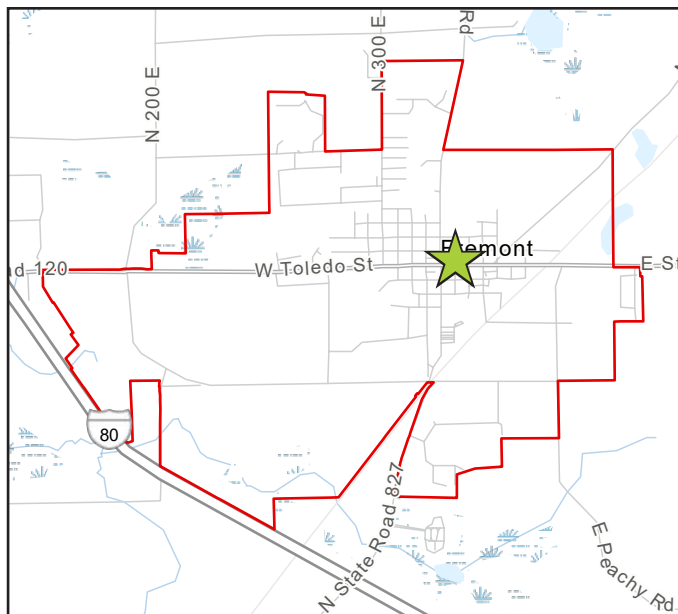 N 300 E
Rd
N 200 E
Fremont
ad 120
W Toledo St
E St
80
N State Road 827
E Peachy Rd